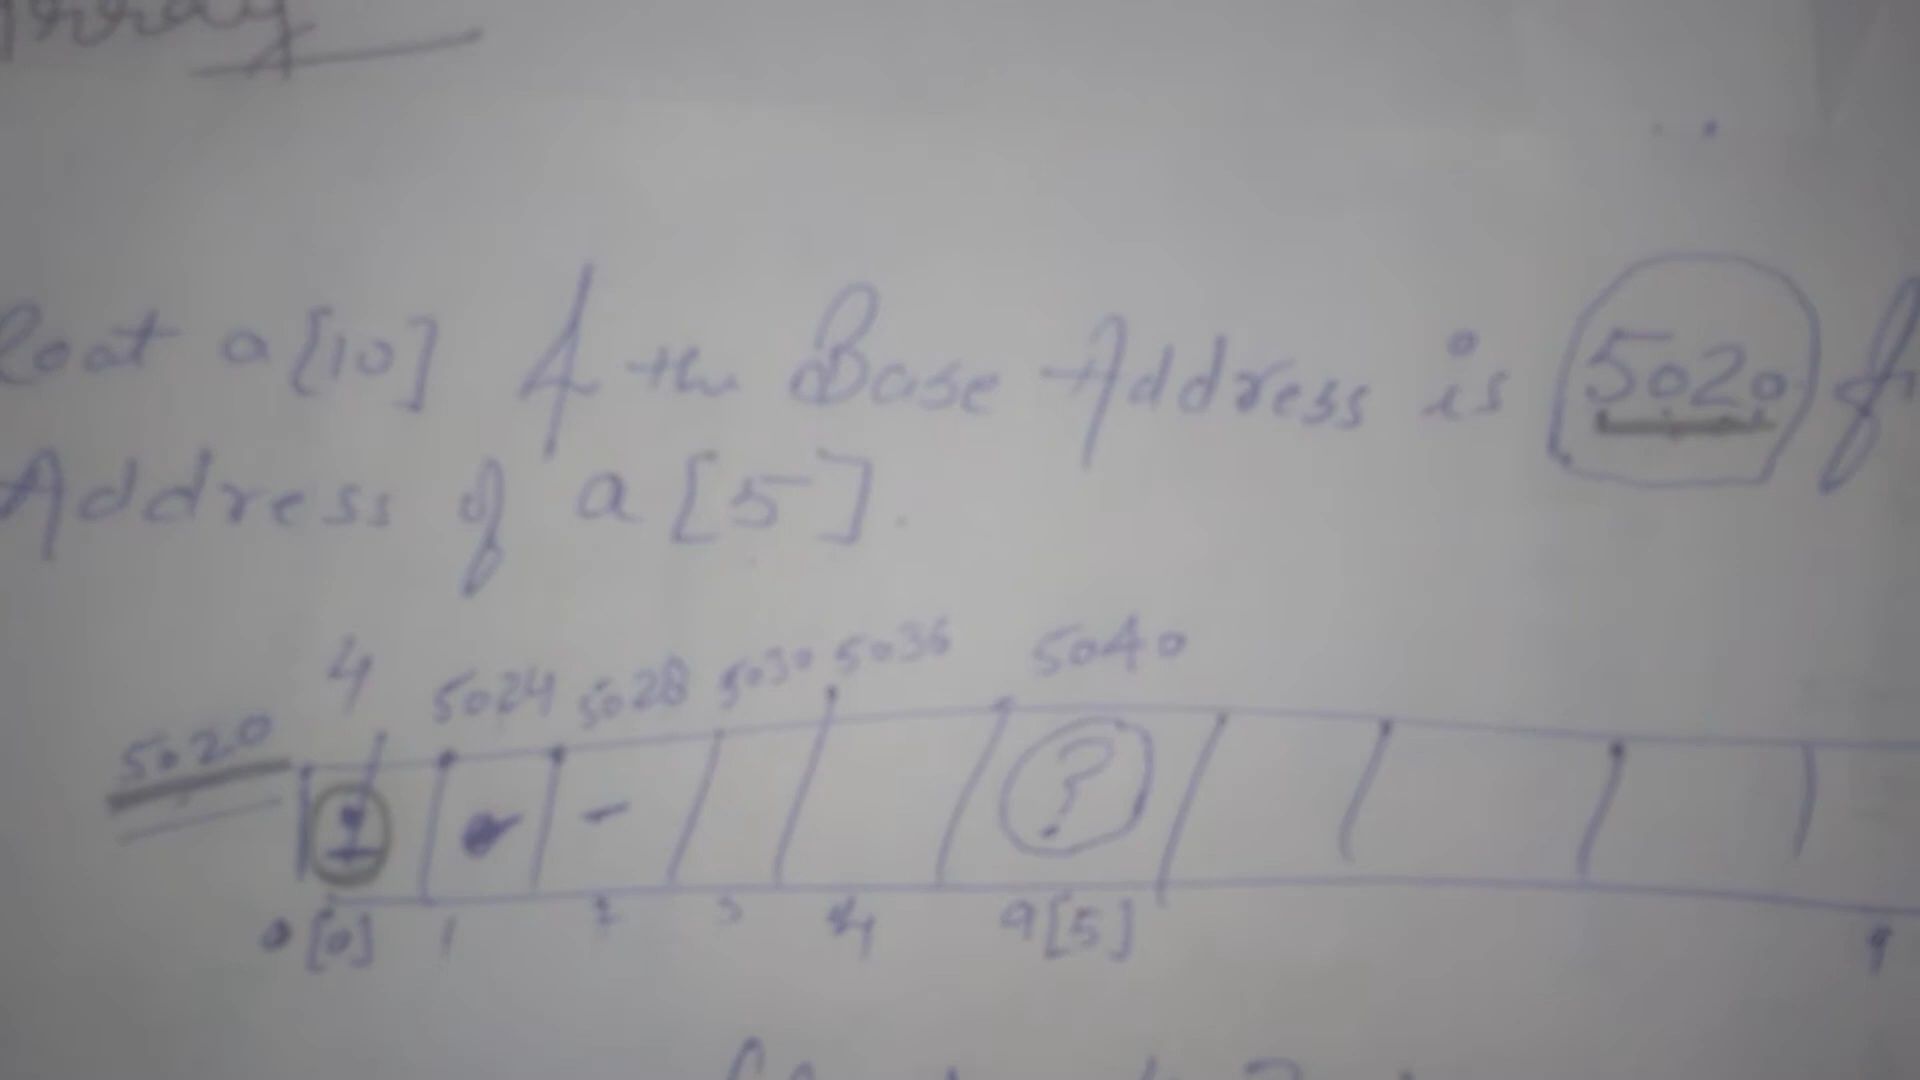 Array
loat a[10] & the Base Address is 5020
Address of a[5].
4 5024 5028 5030 5036 5040
5020
?
a[0] 1 2 3 4 a[5] 9